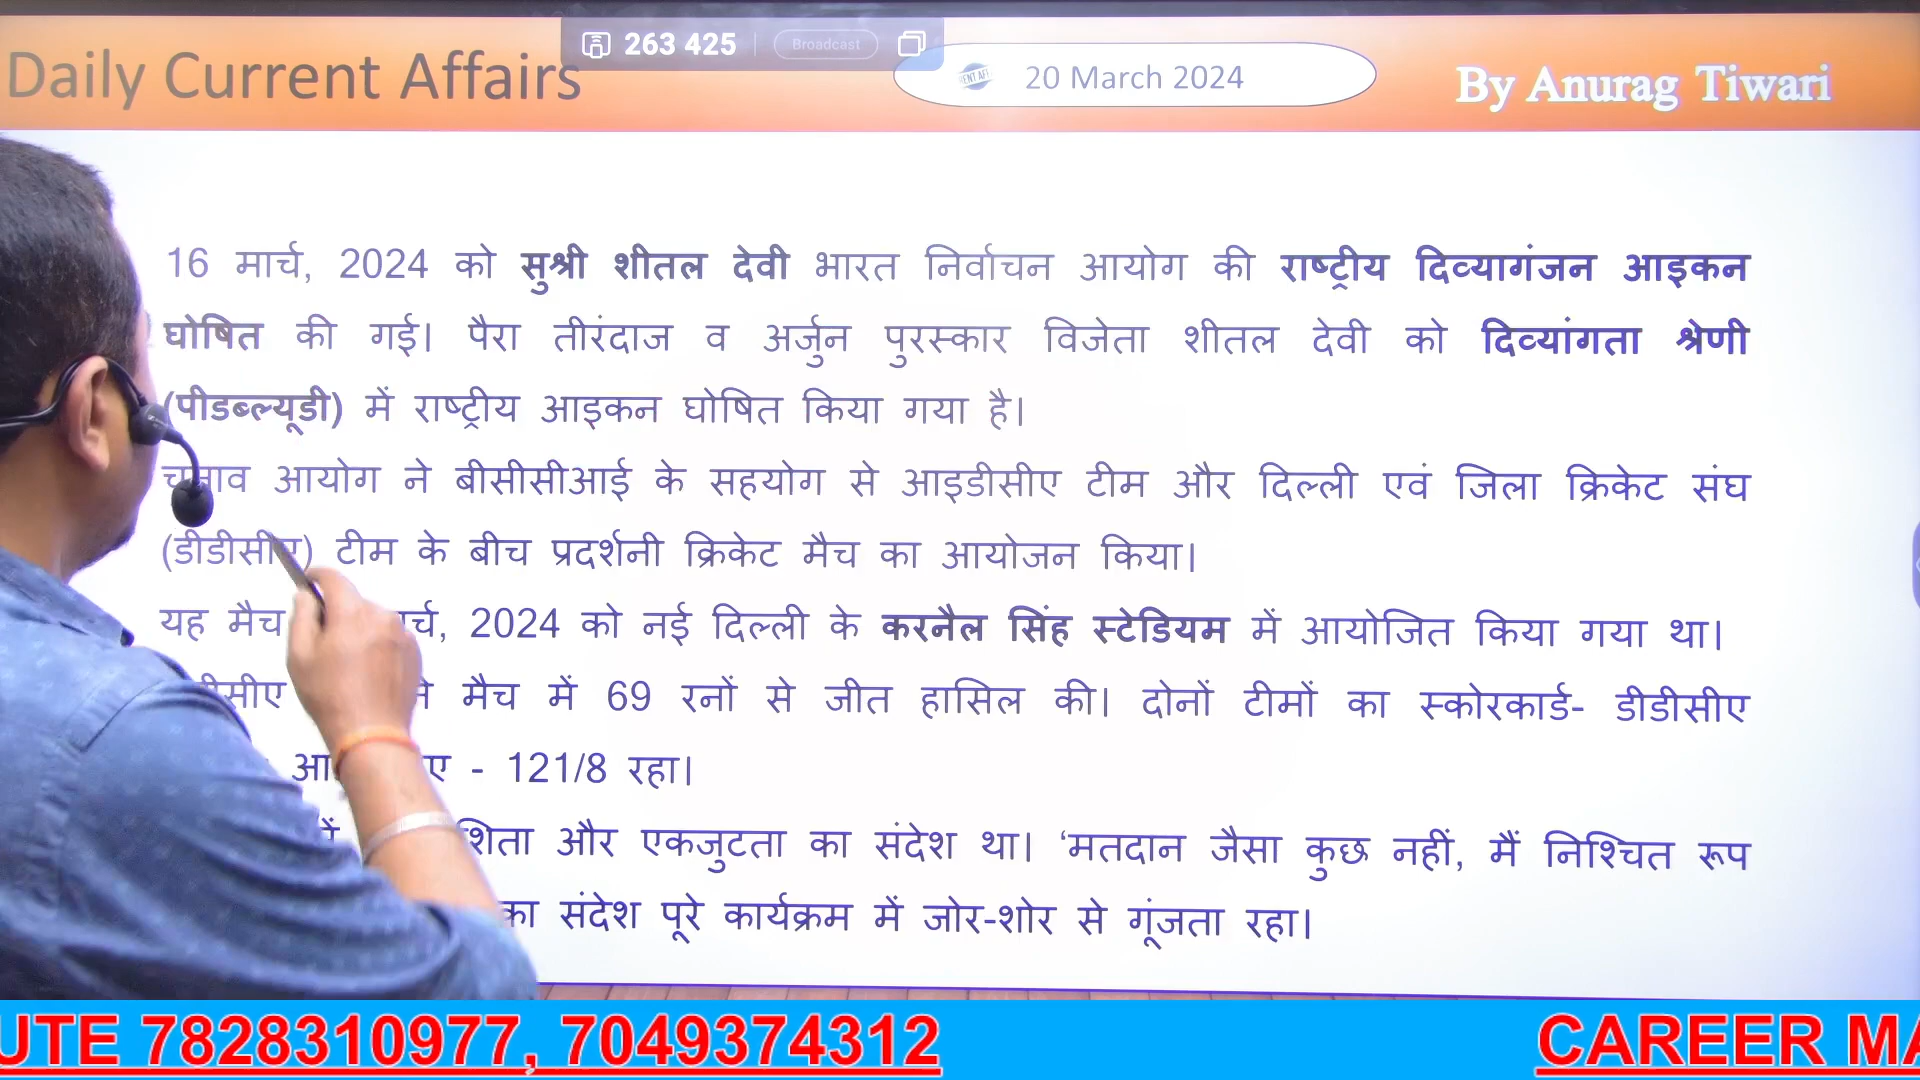 263 425 Broadcast
Daily Current Affairs
20 March 2024
By Anurag Tiwari
16 मार्च, 2024 को सुश्री शीतल देवी भारत निर्वाचन आयोग की राष्ट्रीय दिव्यागंजन आइकन
घोषित की गई। पैरा तीरंदाज व अर्जुन पुरस्कार विजेता शीतल देवी को दिव्यांगता श्रेणी
(पीडब्ल्यूडी) में राष्ट्रीय आइकन घोषित किया गया है।
चुनाव आयोग ने बीसीसीआई के सहयोग से आइडीसीए टीम और दिल्ली एवं जिला क्रिकेट संघ
(डीडीसीए) टीम के बीच प्रदर्शनी क्रिकेट मैच का आयोजन किया।
यह मैच 2024 को नई दिल्ली के करनैल सिंह स्टेडियम में आयोजित किया गया था।
मैच में 69 रनों से जीत हासिल की। दोनों टीमों का स्कोरकार्ड- डीडीसीए
- 121/8 रहा।
और एकजुटता का संदेश था। ‘मतदान जैसा कुछ नहीं, मैं निश्चित रूप
का संदेश पूरे कार्यक्रम में जोर-शोर से गूंजता रहा।
UTE 7828310977, 7049374312
CAREER MA